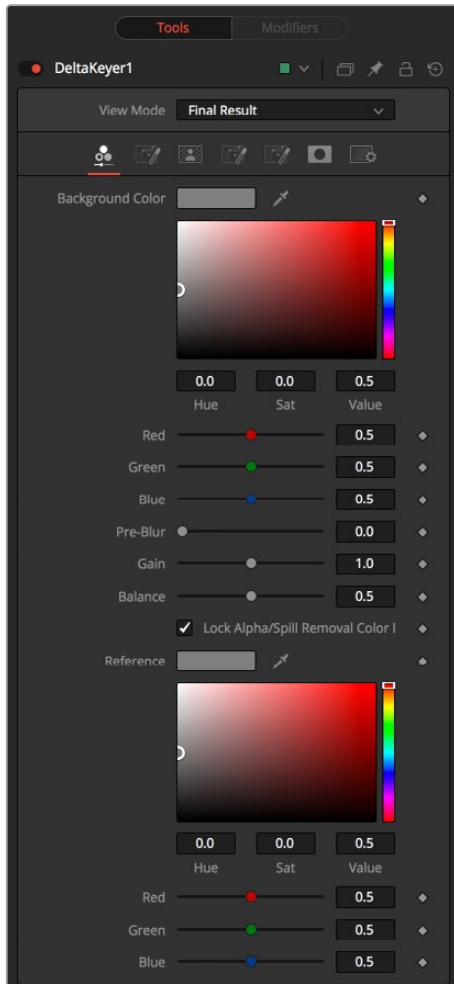 Tools Modifiers
DeltaKeyer1
View Mode Final Result
Background Color
0.0 0.0 0.5
Hue Sat Value
Red 0.5
Green 0.5
Blue 0.5
Pre-Blur 0.0
Gain 1.0
Balance 0.5
Lock Alpha/Spill Removal Color
Reference
0.0 0.0 0.5
Hue Sat Value
Red 0.5
Green 0.5
Blue 0.5